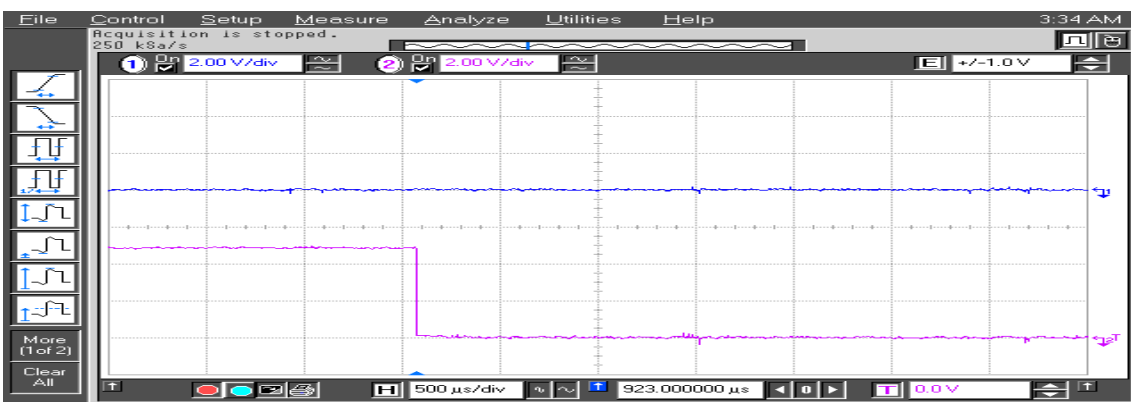 File Control Setup Measure Analyze Utilities Help 3:34 AM
Acquisition is stopped.
250 kSa/s
1 On 2.00 V/div 2 On 2.00 V/div E +/-1.0 V
More
(1 of 2)
Clear
All
H 500 µs/div 923.000000 µs 0 T 0.0 V